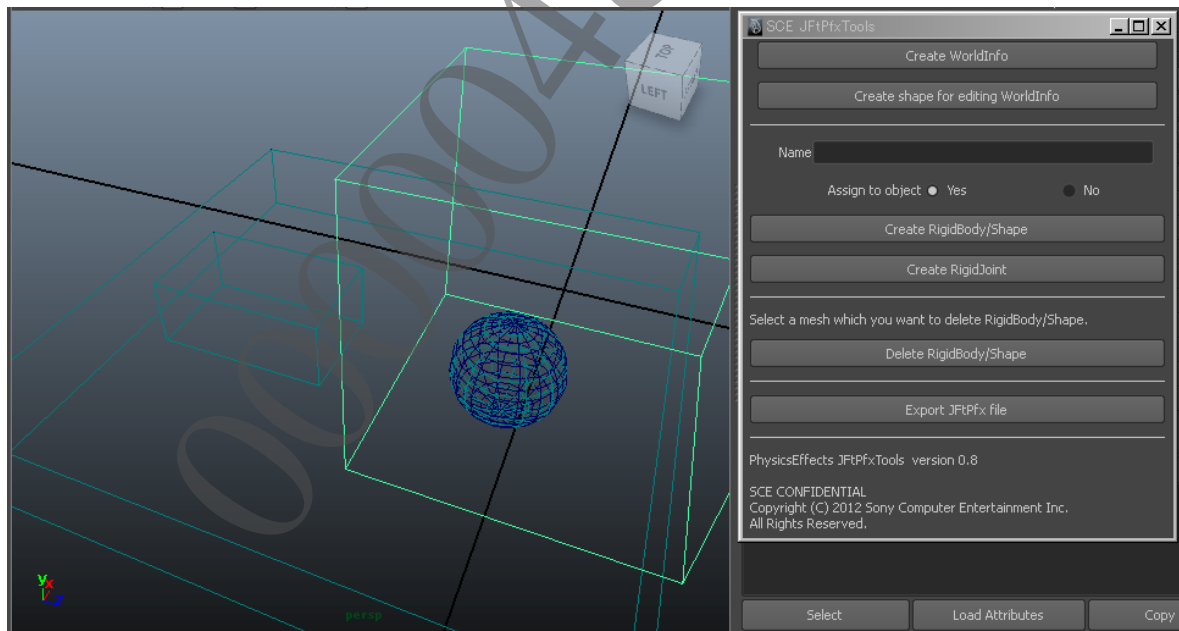 SCE JFtPfxTools
Create WorldInfo
Create shape for editing WorldInfo
Name
Assign to object Yes No
Create RigidBody/Shape
Create RigidJoint
Select a mesh which you want to delete RigidBody/Shape.
Delete RigidBody/Shape
Export JFtPfx file
PhysicsEffects JFtPfxTools version 0.8
SCE CONFIDENTIAL
Copyright (C) 2012 Sony Computer Entertainment Inc.
All Rights Reserved.
Select Load Attributes Copy
TOP
LEFT
persp